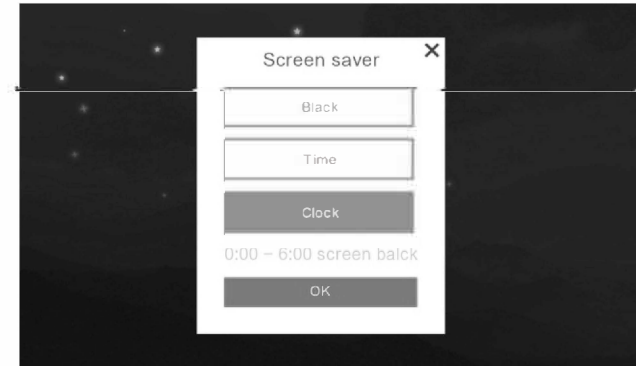 Screen saver
Black
Time
Clock
0:00 – 6:00 screen balck
OK